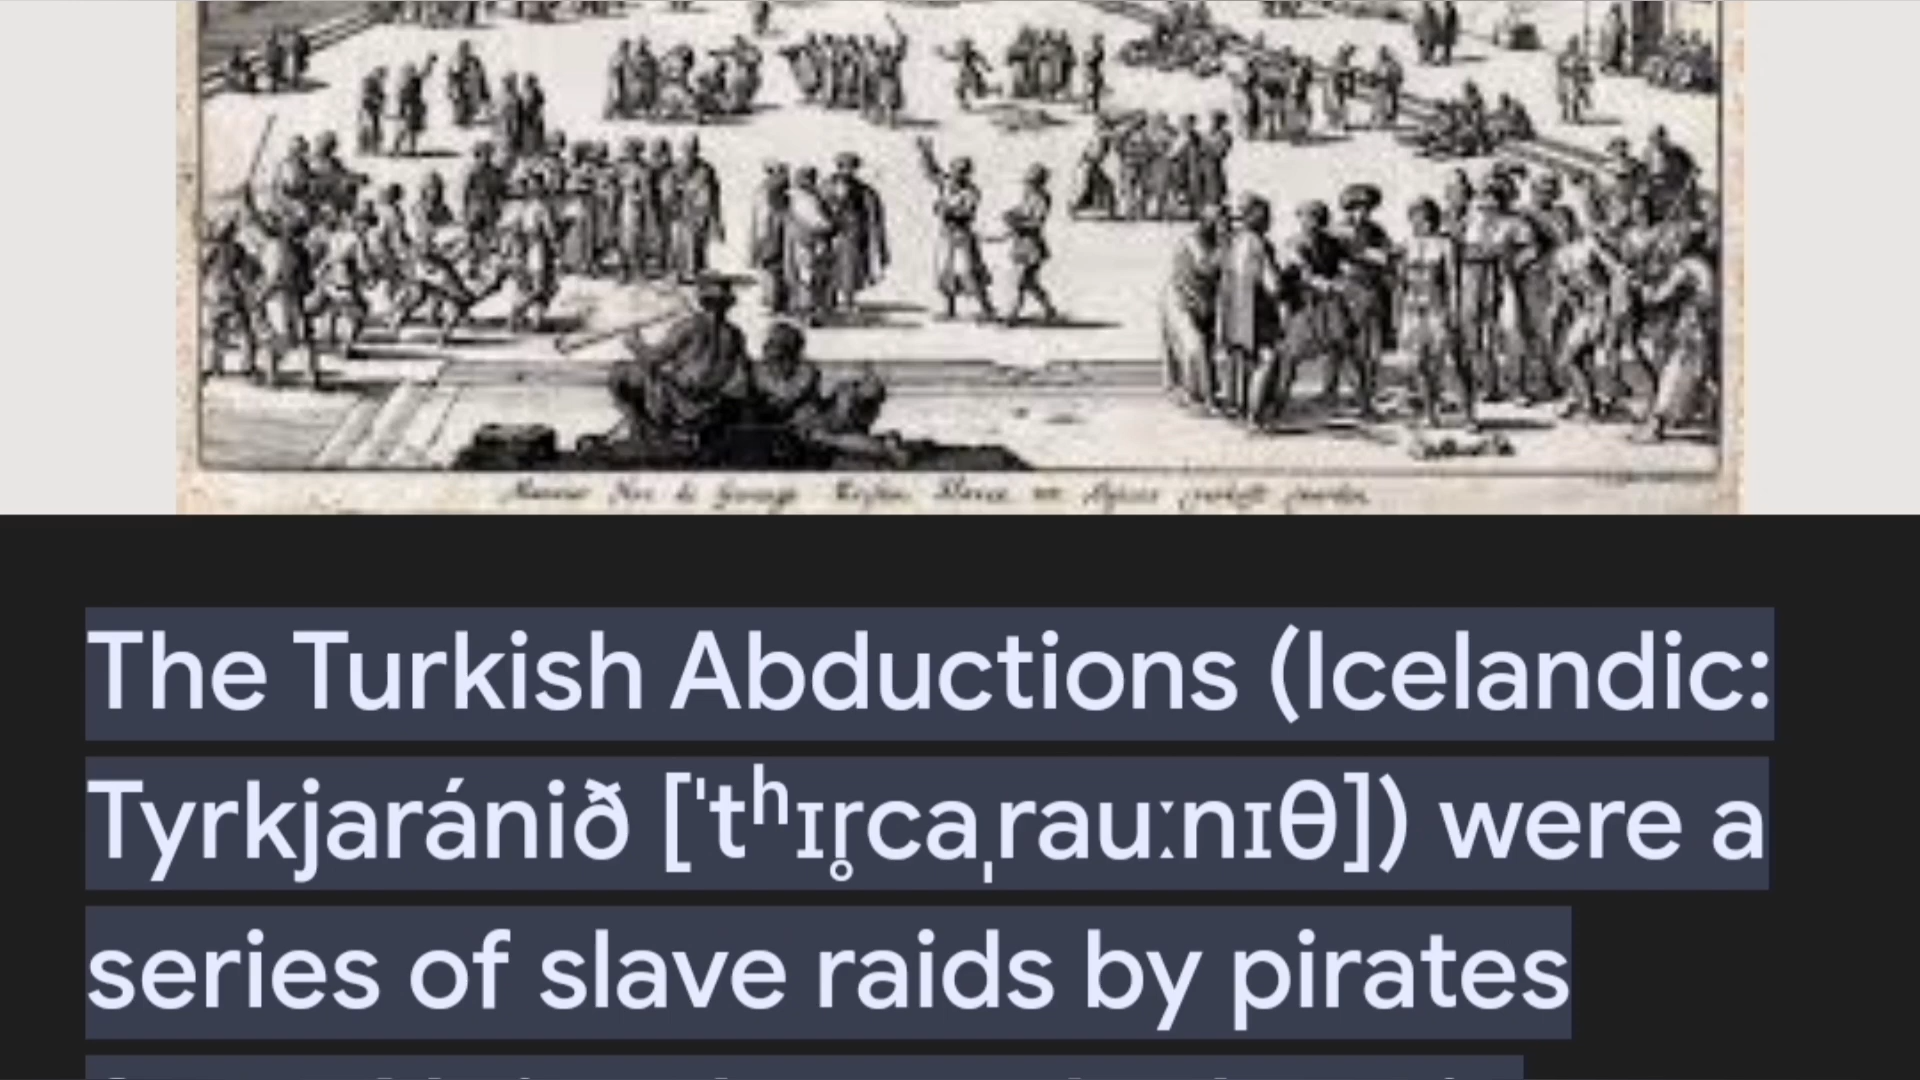 The Turkish Abductions (Icelandic:
Tyrkjaránið [ˈtʰɪr̥caˌrauːnɪθ]) were a
series of slave raids by pirates